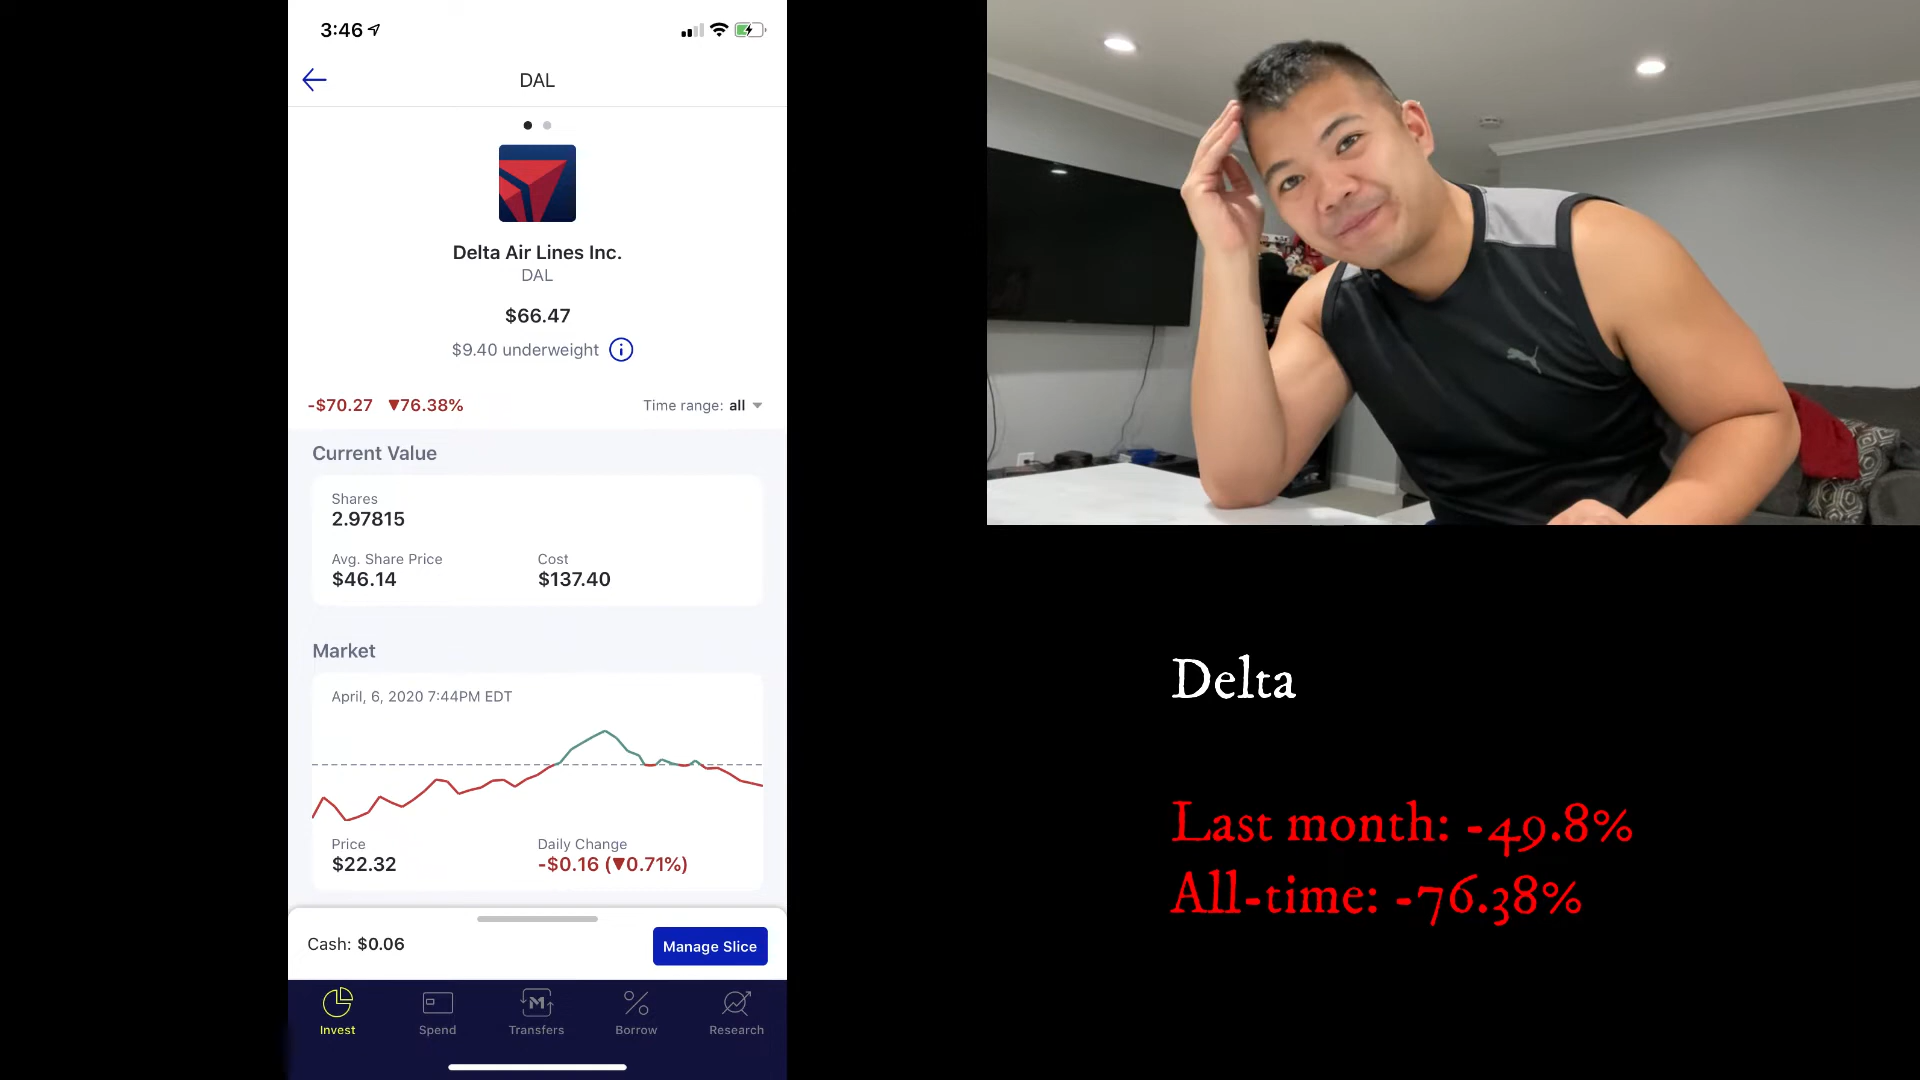 3:46
DAL
Delta Air Lines Inc.
DAL
$66.47
$9.40 underweight
-$70.27 ▼76.38%
Time range: all
Current Value
Shares
2.97815
Avg. Share Price
Cost
$46.14
$137.40
Market
April, 6, 2020 7:44PM EDT
Price
Daily Change
$22.32
-$0.16 (▼0.71%)
Cash: $0.06
Manage Slice
Invest
Spend
M
Transfers
Borrow
Research
Delta
Last month: -49.8%
All-time: -76.38%